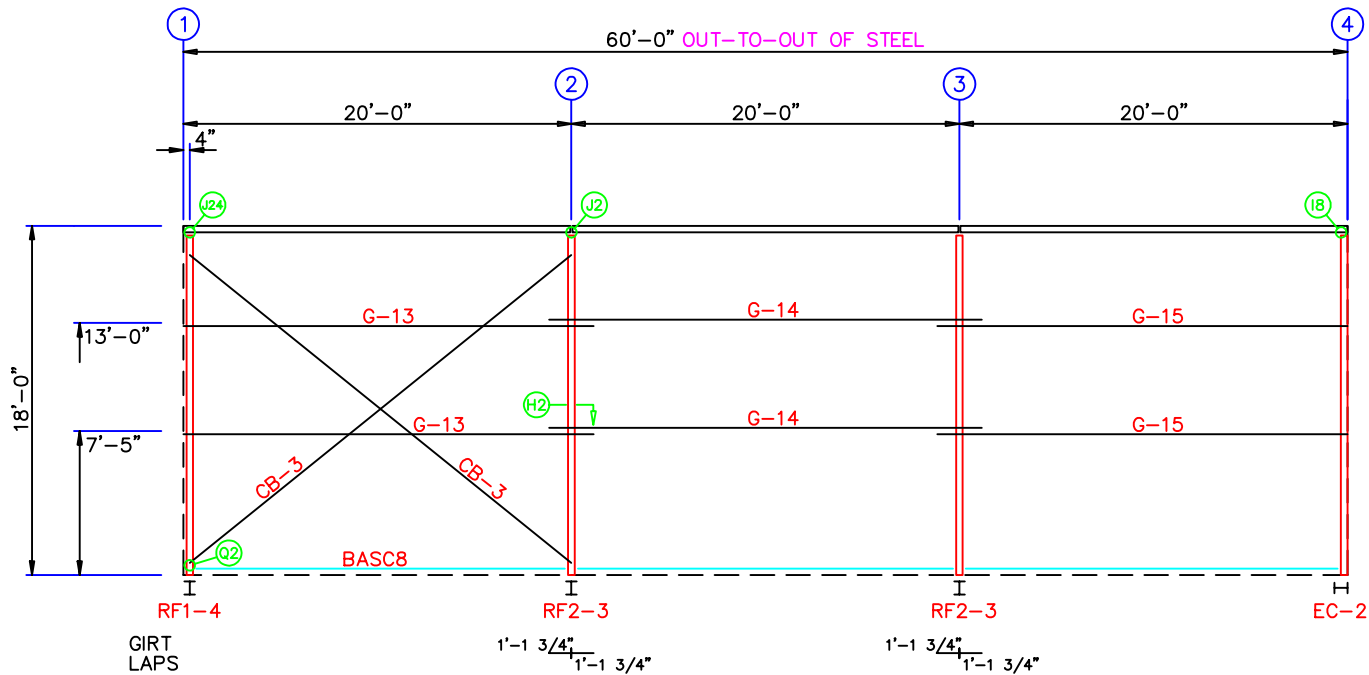 1
4
60'-0" OUT-TO-OUT OF STEEL
2
3
20'-0"
20'-0"
20'-0"
4"
J24
J2
I8
G-13
G-14
G-15
13'-0"
18'-0"
H2
G-13
G-14
G-15
7'-5"
CB-3
CB-3
Q2
BASC8
RF1-4
RF2-3
RF2-3
EC-2
GIRT
LAPS
1'-1 3/4"
1'-1 3/4"
1'-1 3/4"
1'-1 3/4"